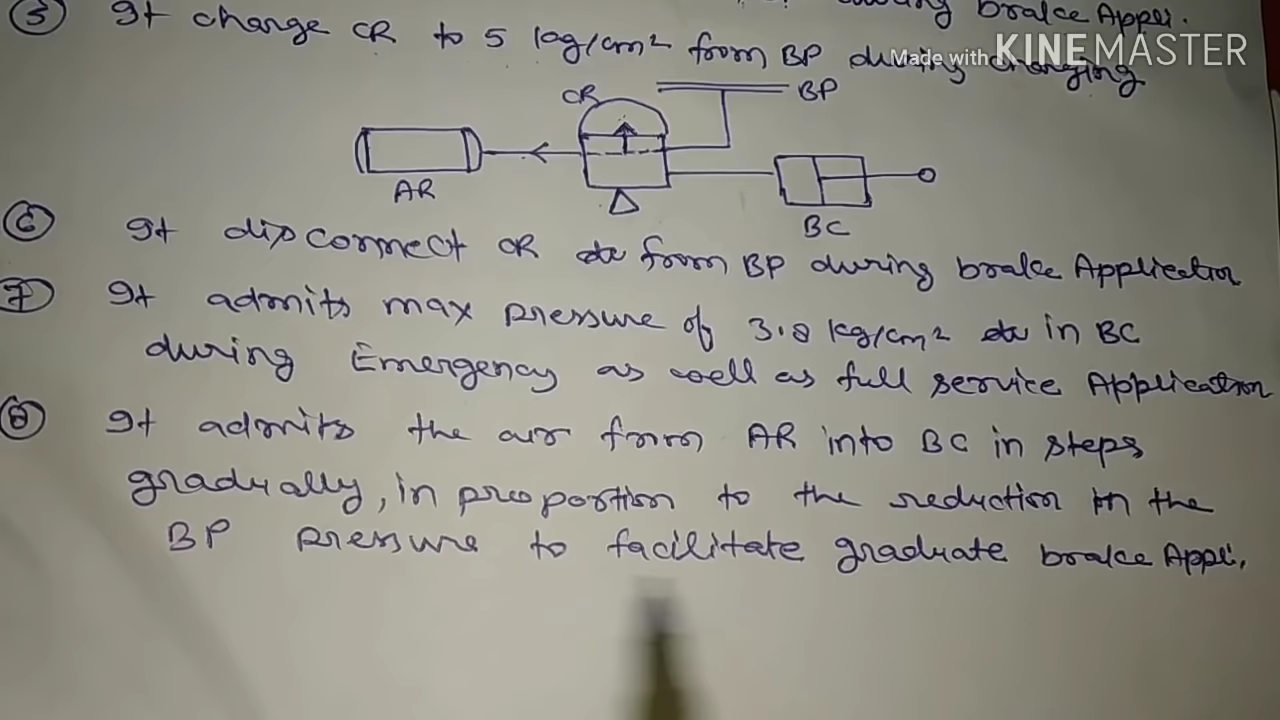 brake Appli.
⑤ It charge CR to 5 kg/cm² from BP during charging
Made with KINEMASTER
CR
BP
AR
BC
⑥ It disconnect CR from BP during brake Application
⑦ It admits max pressure of 3.8 kg/cm² in BC
during Emergency as well as full service Application
⑧ It admits the air from AR into BC in steps
gradually, in proportion to the reduction in the
BP pressure to facilitate graduate brake Appli.